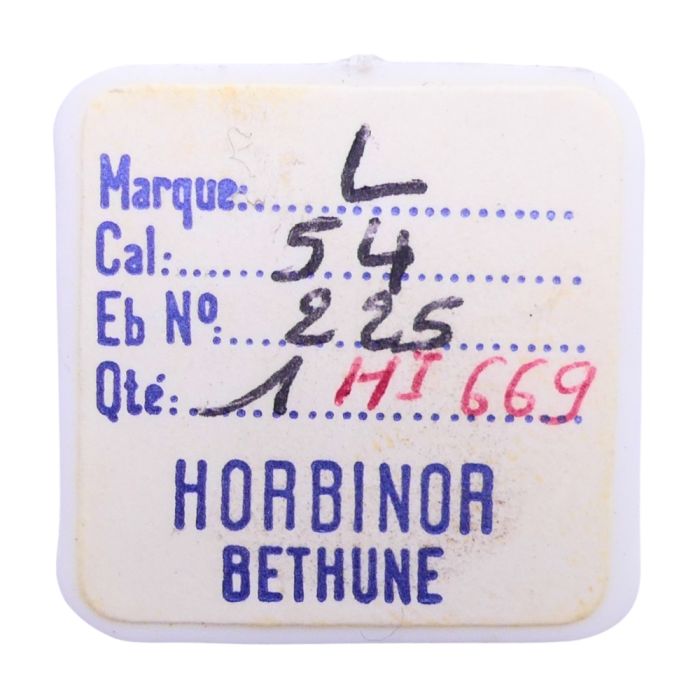 Marque: L
Cal: 54
Eb No: 225
Qté: 1 HI 669
HORBINOR
BETHUNE